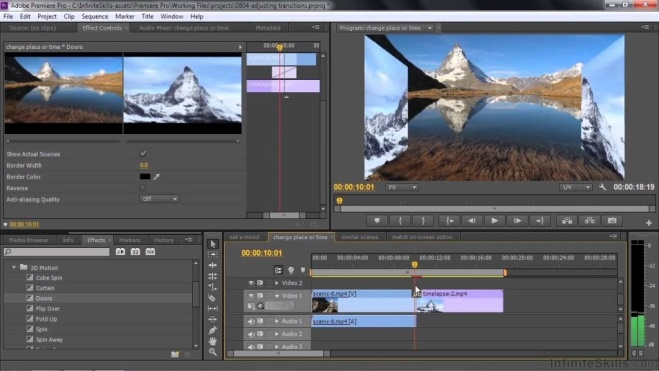 Adobe Premiere Pro - C:\InfiniteSkills-assets\Premiere Pro\Working Files\projects\0804-adjusting transitions.prproj *
File Edit Project Clip Sequence Marker Title Window Help
Source: (no clips) Effect Controls Audio Mixer: change place or time Metadata
Program: change place or time
change place or time * Doors
00:00:10:00
timelapse-2.mp4
Show Actual Sources
Border Width 0.0
Border Color
Reverse
Anti-aliasing Quality Off
00:00:10:01
00:00:10:01 Fit 1/4 00:00:18:19
Media Browser Info Effects Markers History
3D Motion
Cube Spin
Curtain
Doors
Flip Over
Fold Up
Spin
Spin Away
set a mood change place or time similar scenes match on-screen action
00:00:10:01
00:00 00:00:04:00 00:00:08:00 00:00:12:00 00:00:16:00 00:00:20:00 00:00:24:00 00:00:28:00
Video 2
Video 1 scenic-6.mp4 [V] timelapse-2.mp4
Audio 1 scenic-6.mp4 [A]
Audio 2
Audio 3
InfiniteSkills.com